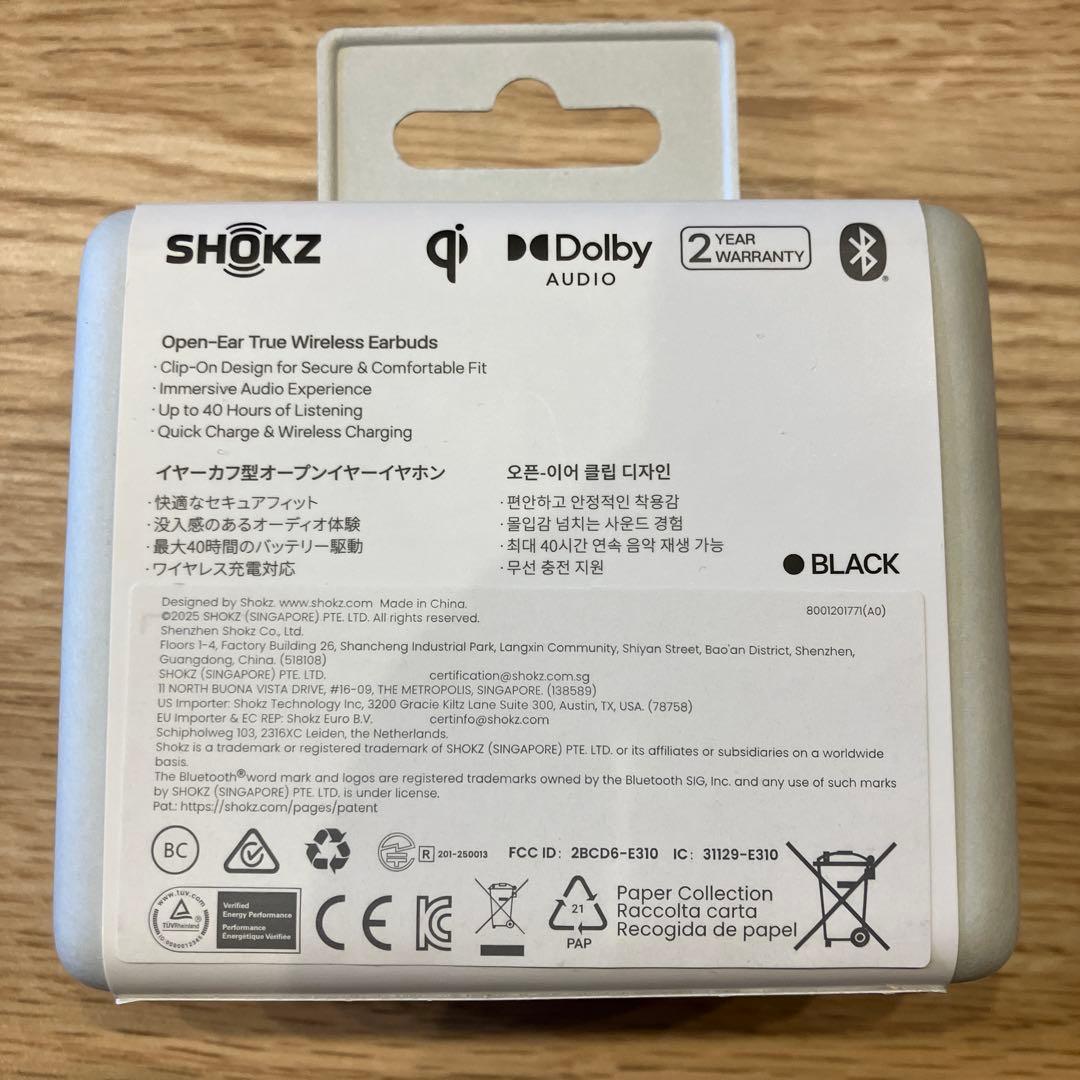 SHOKZ
qi
Dolby
AUDIO
2 YEAR WARRANTY
Open-Ear True Wireless Earbuds
· Clip-On Design for Secure & Comfortable Fit
· Immersive Audio Experience
· Up to 40 Hours of Listening
· Quick Charge & Wireless Charging
イヤーカフ型オープンイヤーイヤホン
· 快適なセキュアフィット
· 没入感のあるオーディオ体験
· 最大40時間のバッテリー駆動
· ワイヤレス充電対応
오픈-이어 클립 디자인
· 편안하고 안정적인 착용감
· 몰입감 넘치는 사운드 경험
· 최대 40시간 연속 음악 재생 가능
· 무선 충전 지원
BLACK
Designed by Shokz. www.shokz.com Made in China.
8001201771(A0)
©2025 SHOKZ (SINGAPORE) PTE. LTD. All rights reserved.
Shenzhen Shokz Co., Ltd.
Floors 1-4, Factory Building 26, Shancheng Industrial Park, Langxin Community, Shiyan Street, Bao'an District, Shenzhen,
Guangdong, China. (518108)
SHOKZ (SINGAPORE) PTE. LTD. certification@shokz.com.sg
11 NORTH BUONA VISTA DRIVE, #16-09, THE METROPOLIS, SINGAPORE. (138589)
US Importer: Shokz Technology Inc, 3200 Gracie Kiltz Lane Suite 300, Austin, TX, USA. (78758)
EU Importer & EC REP: Shokz Euro B.V. certinfo@shokz.com
Schipholweg 103, 2316XC Leiden, the Netherlands.
Shokz is a trademark or registered trademark of SHOKZ (SINGAPORE) PTE. LTD. or its affiliates or subsidiaries on a worldwide
basis.
The Bluetooth® word mark and logos are registered trademarks owned by the Bluetooth SIG, Inc. and any use of such marks
by SHOKZ (SINGAPORE) PTE. LTD. is under license.
Pat.: https://shokz.com/pages/patent
BC
R 201-250013
FCC ID: 2BCD6-E310 IC: 31129-E310
www.tuv.com
TÜVRheinland
Verified
Energy Performance
Performance
Énergétique Vérifiée
CE
KC
21
PAP
Paper Collection
Raccolta carta
Recogida de papel